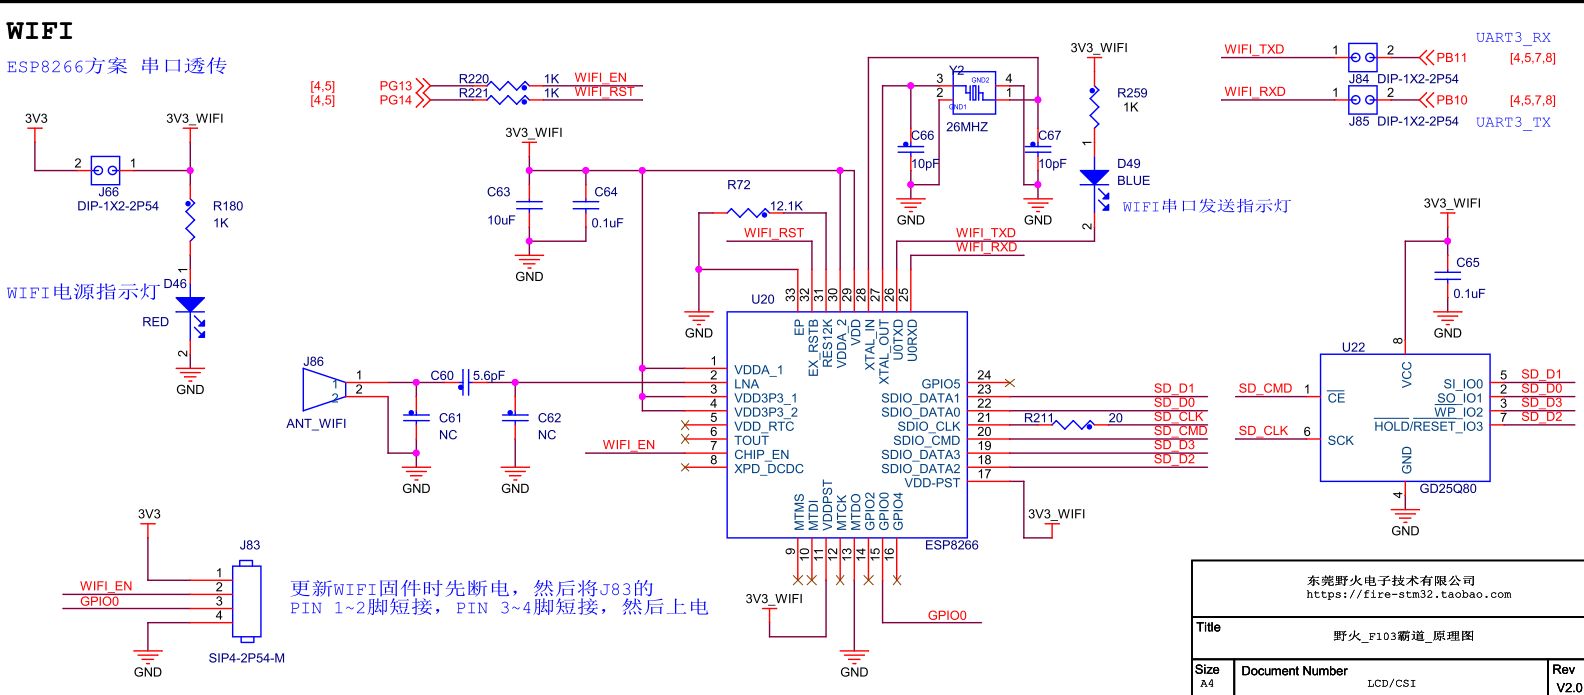 WIFI
ESP8266方案 串口透传
[4,5] PG13 R220 1K WIFI_EN
[4,5] PG14 R221 1K WIFI_RST
3V3
3V3_WIFI
2 1
J66
DIP-1X2-2P54
R180
1K
1
D46
WIFI电源指示灯
RED
2
GND
3V3_WIFI
C63
10uF
C64
0.1uF
GND
R72
12.1K
WIFI_RST
GND
Y2
3 4
2 1
GND2
GND1
26MHZ
C66
10pF
C67
10pF
GND
GND
3V3_WIFI
R259
1K
1
D49
BLUE
WIFI串口发送指示灯
2
WIFI_TXD
WIFI_RXD
WIFI_TXD 1 2 PB11 [4,5,7,8]
UART3_RX
J84 DIP-1X2-2P54
WIFI_RXD 1 2 PB10 [4,5,7,8]
J85 DIP-1X2-2P54
UART3_TX
J86
1 1
2 2
ANT_WIFI
C60 5.6pF
C61
NC
C62
NC
GND
GND
WIFI_EN
U20
33 EP
32 EX_RSTB
31 RES12K
30 VDDA_2
29 VDD
28 XTAL_IN
27 XTAL_OUT
26 U0TXD
25 U0RXD
1 VDDA_1
2 LNA
3 VDD3P3_1
4 VDD3P3_2
5 VDD_RTC
6 TOUT
7 CHIP_EN
8 XPD_DCDC
GPIO5 24
SDIO_DATA1 23 SD_D1
SDIO_DATA0 22 SD_D0
SDIO_CLK 21 R211 20 SD_CLK
SDIO_CMD 20 SD_CMD
SDIO_DATA3 19 SD_D3
SDIO_DATA2 18 SD_D2
VDD-PST 17
3V3_WIFI
MTMS 9
MTDI 10
VDDPST 11
MTCK 12
MTDO 13
GPIO2 14
GPIO0 15
GPIO4 16
ESP8266
3V3_WIFI
GND
GPIO0
3V3_WIFI
C65
0.1uF
GND
U22
8
VCC
SD_CMD 1 CE
SD_CLK 6 SCK
SI_IO0 5 SD_D1
SO_IO1 2 SD_D0
WP_IO2 3 SD_D3
HOLD/RESET_IO3 7 SD_D2
GND
4
GD25Q80
GND
3V3
J83
1
WIFI_EN 2
GPIO0 3
4
GND
SIP4-2P54-M
更新WIFI固件时先断电，然后将J83的
PIN 1~2脚短接，PIN 3~4脚短接，然后上电
东莞野火电子技术有限公司
https://fire-stm32.taobao.com
Title
野火_F103霸道_原理图
Size
A4
Document Number
LCD/CSI
Rev
V2.0